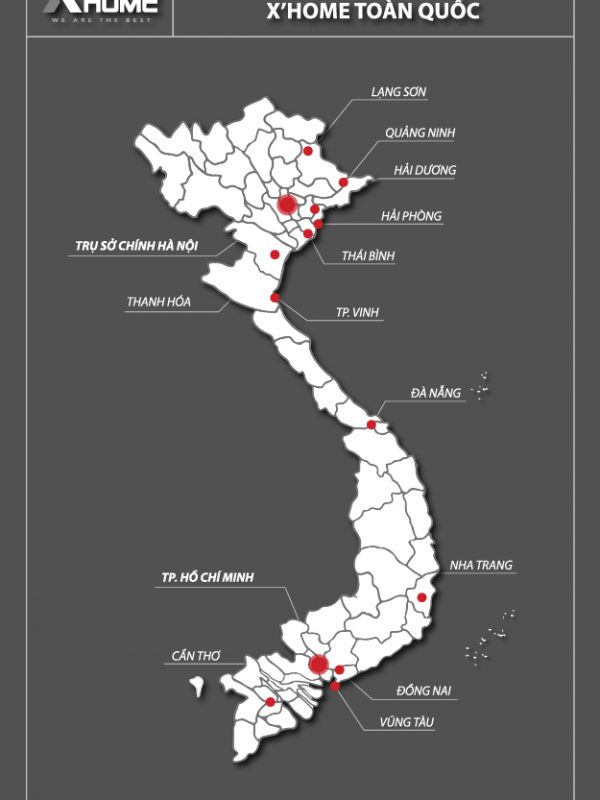 XHOME
WE ARE THE BEST
X'HOME TOÀN QUỐC
LẠNG SƠN
QUẢNG NINH
HẢI DƯƠNG
HẢI PHÒNG
TRỤ SỞ CHÍNH HÀ NỘI
THÁI BÌNH
THANH HÓA
TP. VINH
ĐÀ NẴNG
NHA TRANG
TP. HỒ CHÍ MINH
CẦN THƠ
ĐỒNG NAI
VŨNG TÀU